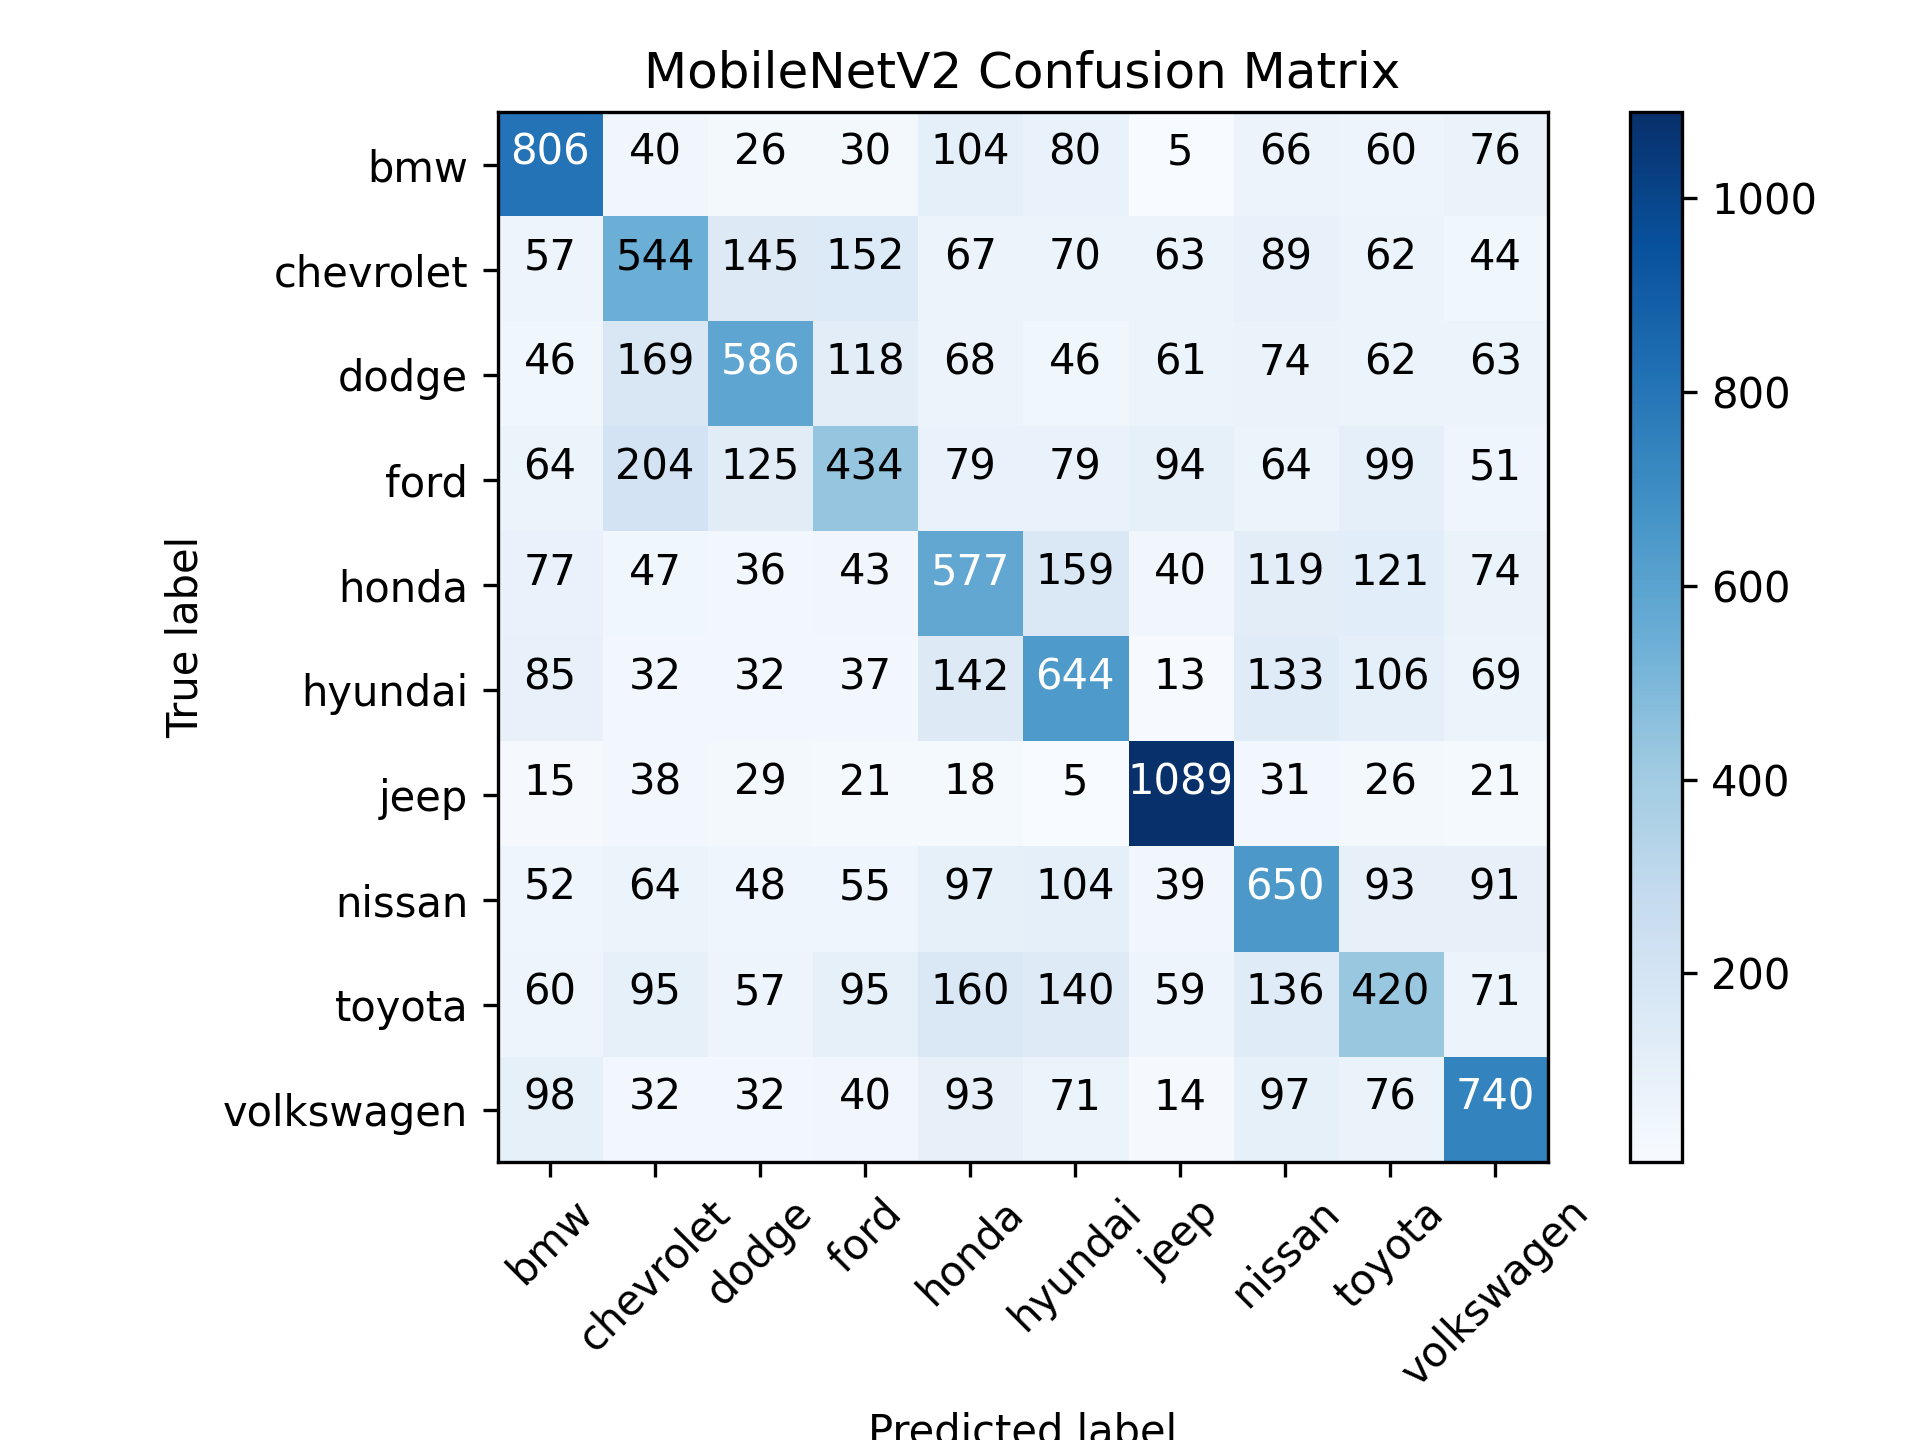 MobileNetV2 Confusion Matrix
bmw 806 40 26 30 104 80 5 66 60 76
chevrolet 57 544 145 152 67 70 63 89 62 44
dodge 46 169 586 118 68 46 61 74 62 63
ford 64 204 125 434 79 79 94 64 99 51
honda 77 47 36 43 577 159 40 119 121 74
hyundai 85 32 32 37 142 644 13 133 106 69
jeep 15 38 29 21 18 5 1089 31 26 21
nissan 52 64 48 55 97 104 39 650 93 91
toyota 60 95 57 95 160 140 59 136 420 71
volkswagen 98 32 32 40 93 71 14 97 76 740
bmw chevrolet dodge ford honda hyundai jeep nissan toyota volkswagen
True label
Predicted label
1000
800
600
400
200